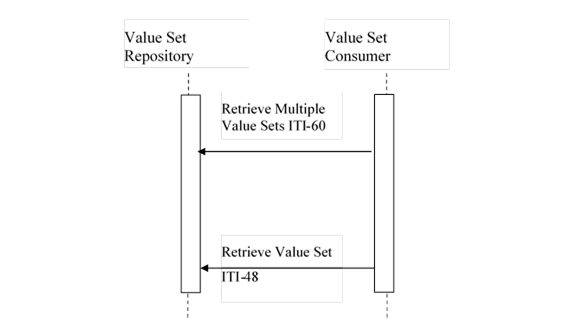 Value Set
Repository
Value Set
Consumer
Retrieve Multiple
Value Sets ITI-60
Retrieve Value Set
ITI-48